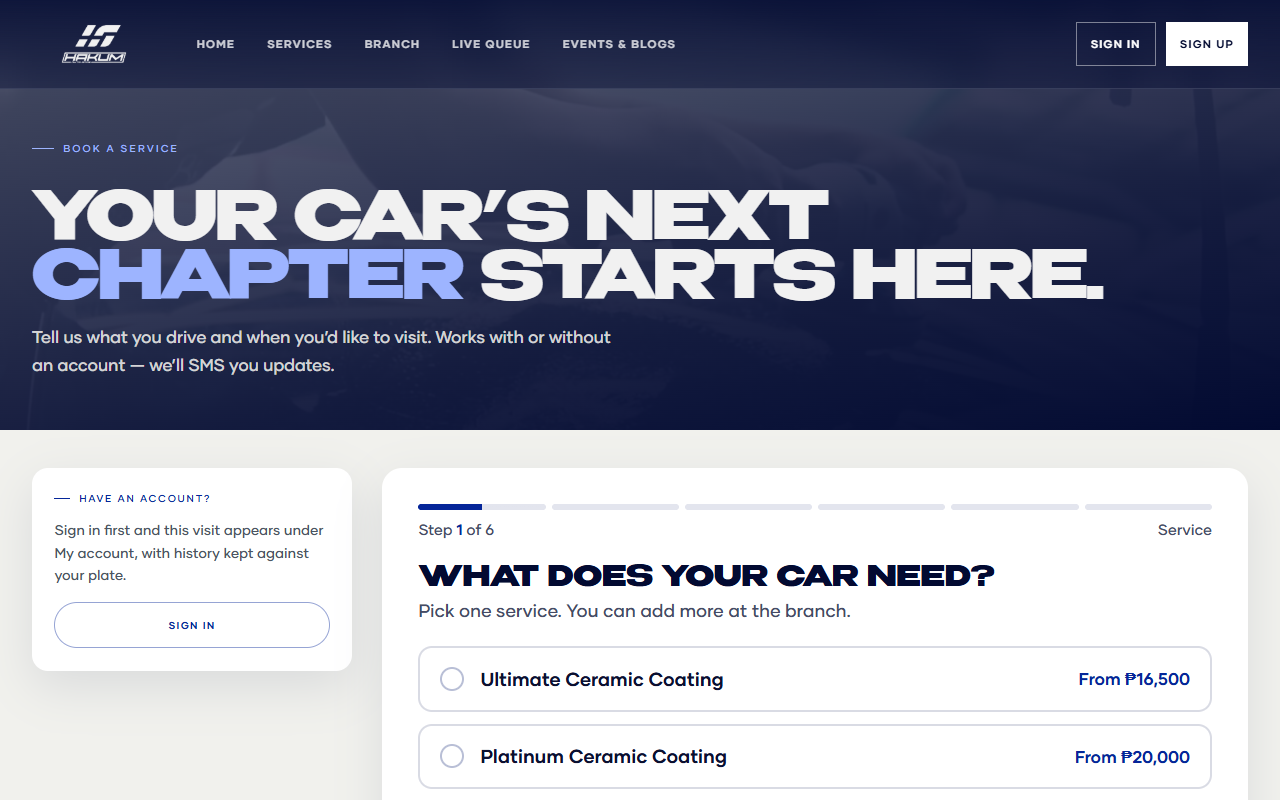 HAKUM
HOME
SERVICES
BRANCH
LIVE QUEUE
EVENTS & BLOGS
SIGN IN
SIGN UP
BOOK A SERVICE
YOUR CAR’S NEXT
CHAPTER STARTS HERE.
Tell us what you drive and when you’d like to visit. Works with or without
an account — we’ll SMS you updates.
HAVE AN ACCOUNT?
Sign in first and this visit appears under
My account, with history kept against
your plate.
SIGN IN
Step 1 of 6
Service
WHAT DOES YOUR CAR NEED?
Pick one service. You can add more at the branch.
Ultimate Ceramic Coating
From ₱16,500
Platinum Ceramic Coating
From ₱20,000